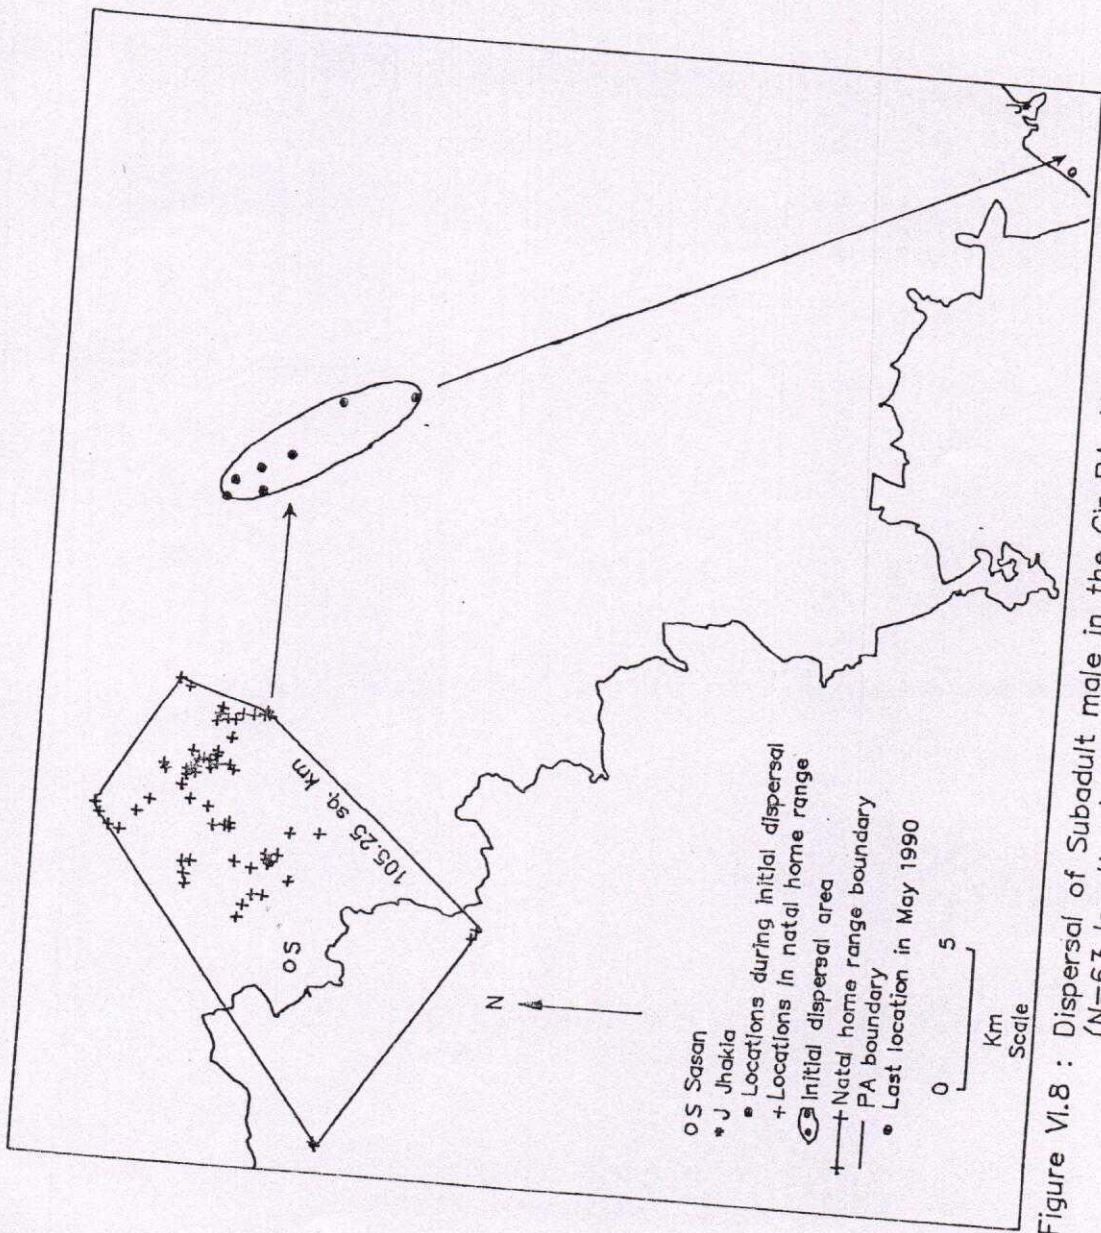 J
105.25 sq. km
OS
N
OS Sasan
* J Jhakia
Locations during initial dispersal
+ Locations in natal home range
Initial dispersal area
Natal home range boundary
PA boundary
Last location in May 1990
0 5
Km
Scale
Figure VI.8 : Dispersal of Subadult male in the Gir PA
(N=63